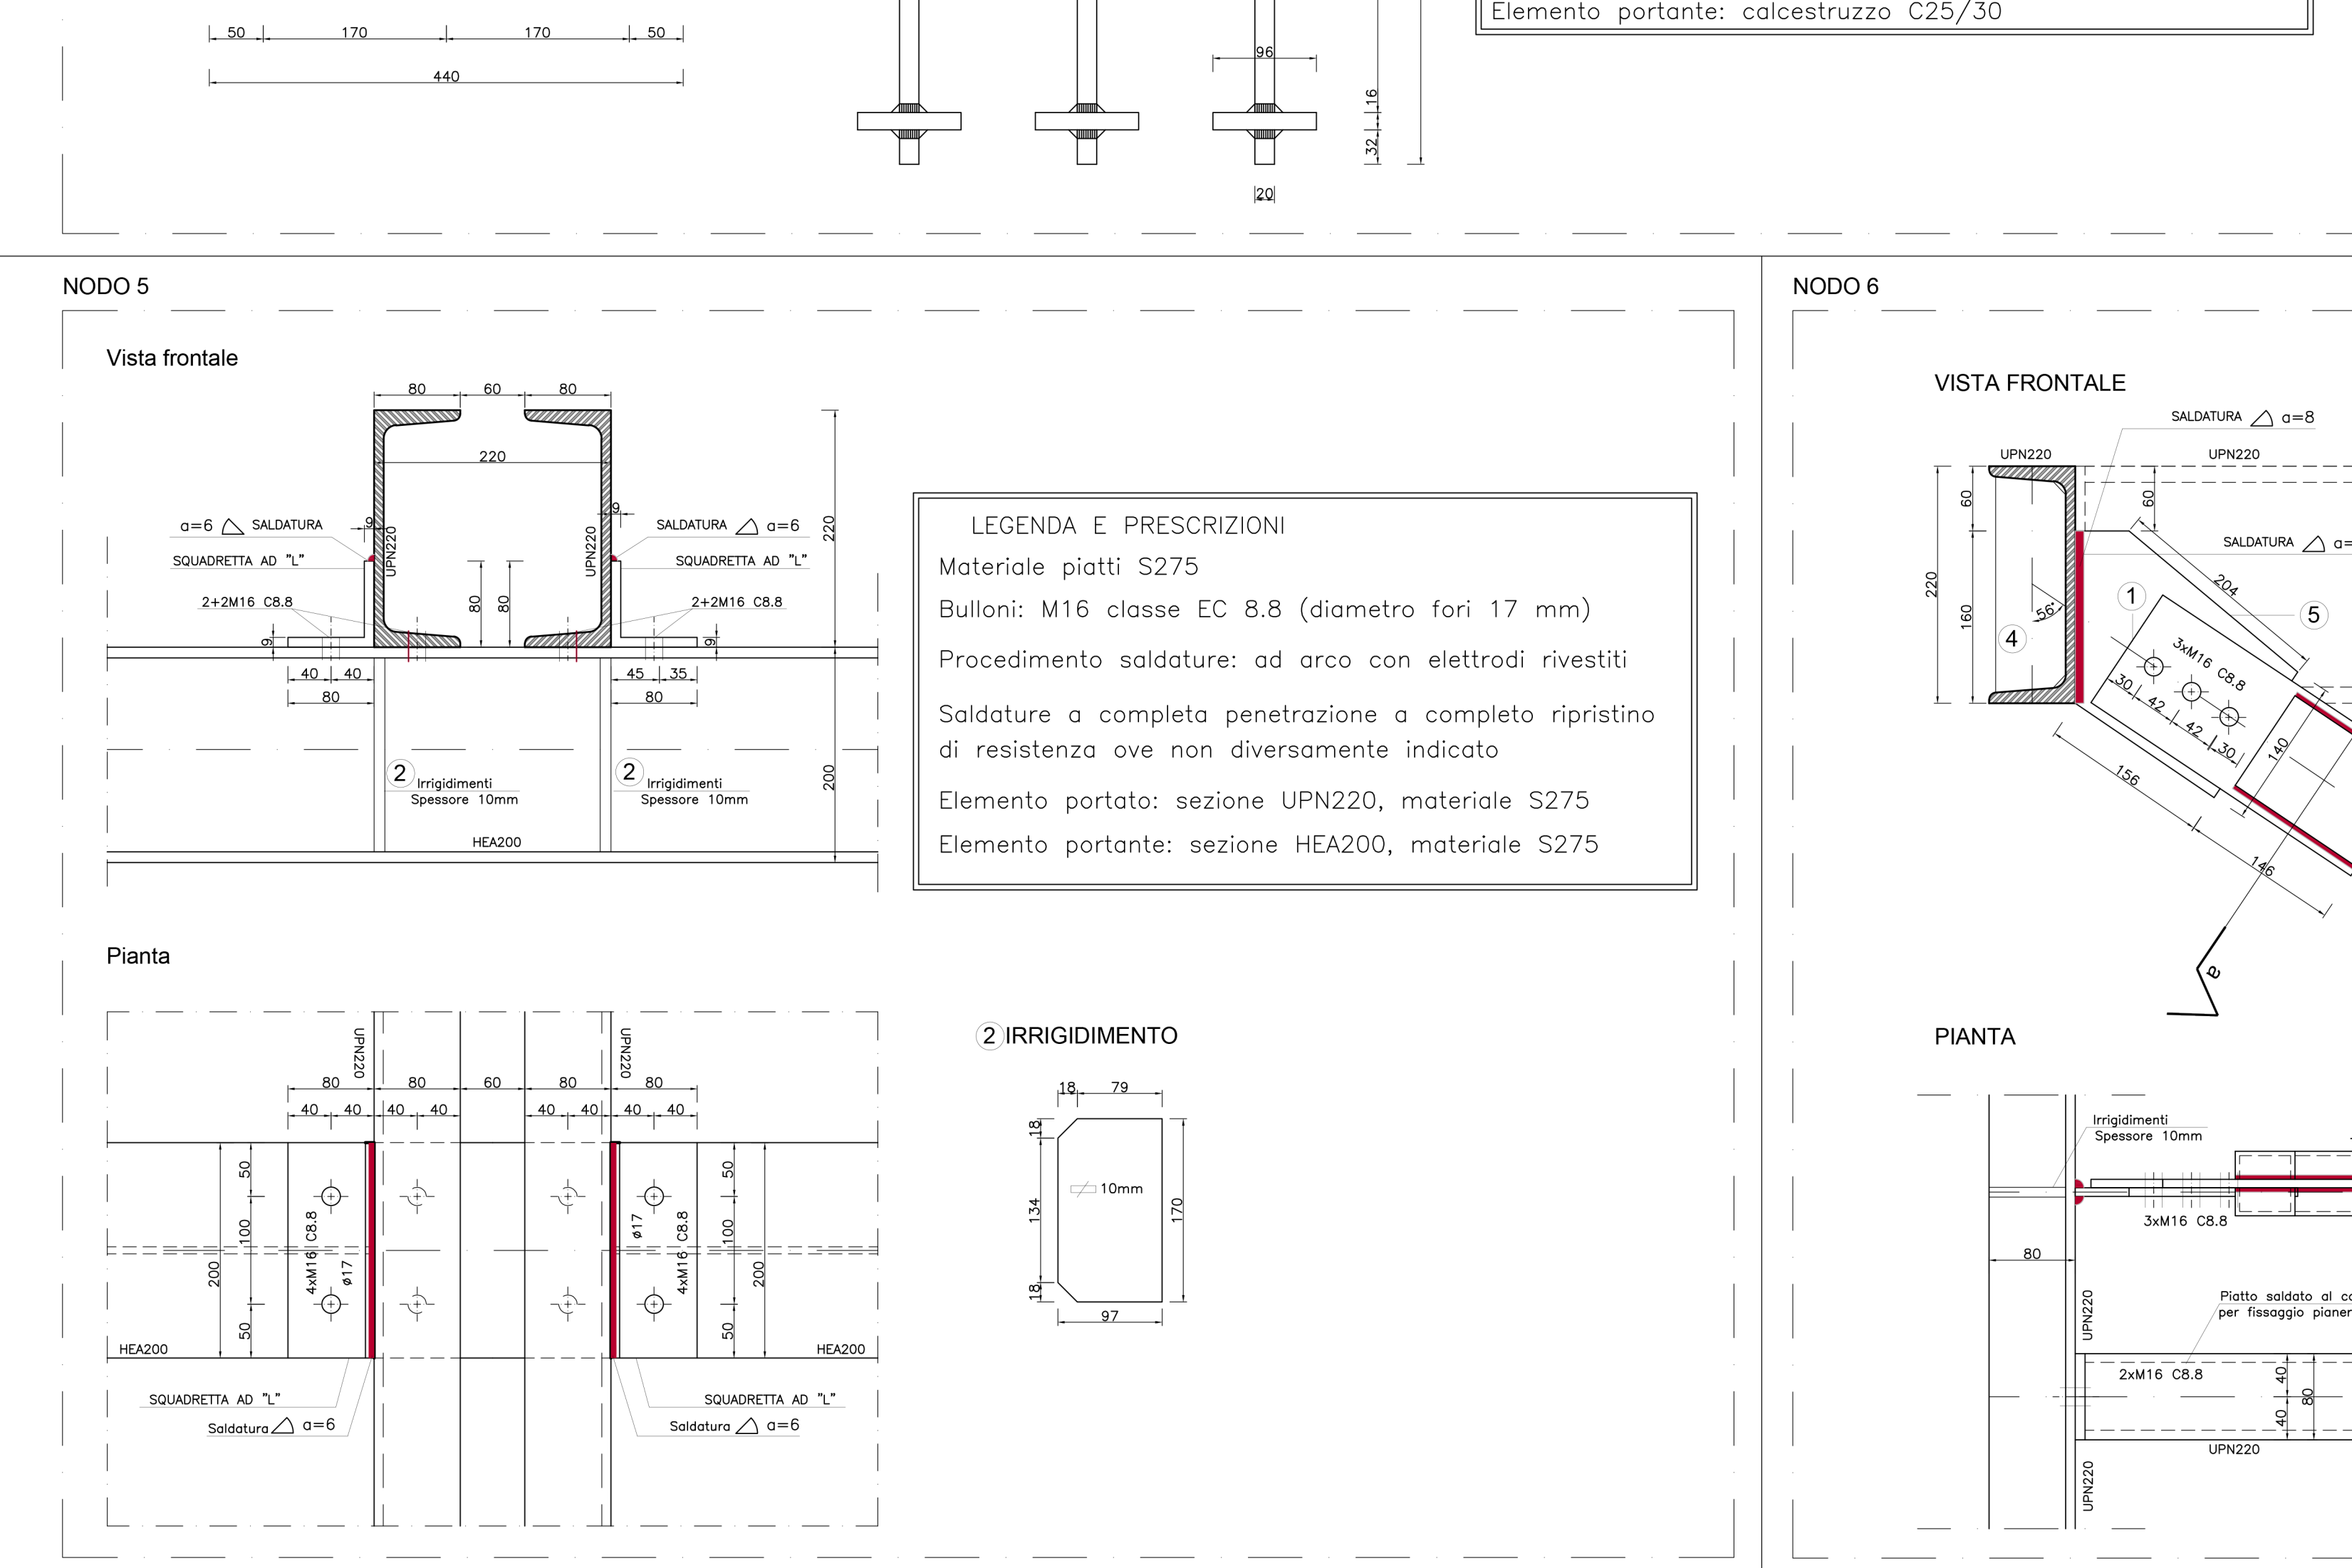 Elemento portante: calcestruzzo C25/30
50 170 170 50
440
96
16
32
20
NODO 5
Vista frontale
80 60 80
220
9
9
a=6 SALDATURA
SALDATURA a=6
SQUADRETTA AD "L"
SQUADRETTA AD "L"
UPN220
UPN220
220
2+2M16 C8.8
2+2M16 C8.8
80 80
9
9
40 40
80
45 35
80
2 Irrigidimenti
Spessore 10mm
2 Irrigidimenti
Spessore 10mm
200
HEA200
LEGENDA E PRESCRIZIONI
Materiale piatti S275
Bulloni: M16 classe EC 8.8 (diametro fori 17 mm)
Procedimento saldature: ad arco con elettrodi rivestiti
Saldature a completa penetrazione a completo ripristino
di resistenza ove non diversamente indicato
Elemento portato: sezione UPN220, materiale S275
Elemento portante: sezione HEA200, materiale S275
Pianta
UPN220
UPN220
80 80 60 80 80
40 40 40 40 40 40 40 40
50
100
50
200
4xM16 C8.8
ø17
ø17
4xM16 C8.8
50
100
50
200
HEA200
HEA200
SQUADRETTA AD "L"
Saldatura a=6
SQUADRETTA AD "L"
Saldatura a=6
2 IRRIGIDIMENTO
18 79
18
134
18
10mm
170
97
NODO 6
VISTA FRONTALE
SALDATURA a=8
UPN220
UPN220
60
60
220
160
SALDATURA a=
204
56°
1
5
4
3xM16 C8.8
30 42 42 30
140
156
146
a
PIANTA
Irrigidimenti
Spessore 10mm
3xM16 C8.8
80
UPN220
Piatto saldato al
per fissaggio
2xM16 C8.8
40
40
80
UPN220
UPN220